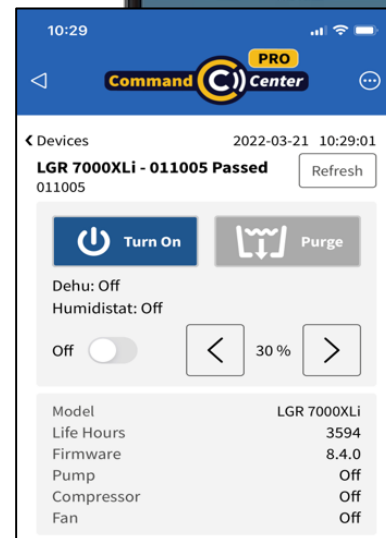 10:29
PRO
Command C Center
Devices 2022-03-21 10:29:01
LGR 7000XLi - 011005 Passed Refresh
011005
Turn On Purge
Dehu: Off
Humidistat: Off
Off 30 %
Model LGR 7000XLi
Life Hours 3594
Firmware 8.4.0
Pump Off
Compressor Off
Fan Off